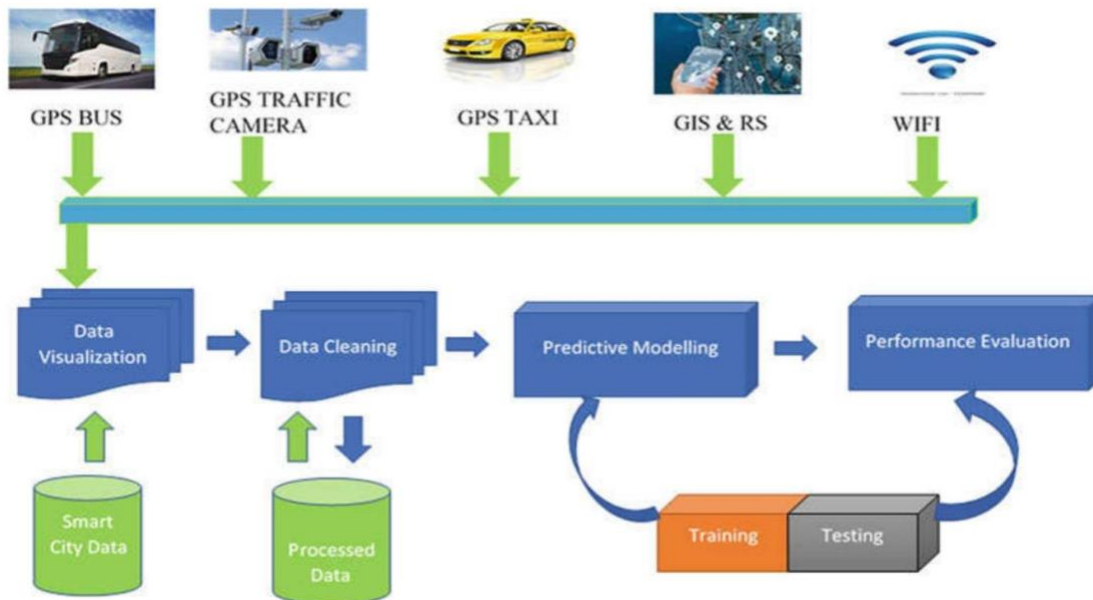 GPS BUS
GPS TRAFFIC
CAMERA
GPS TAXI
GIS & RS
WIFI
Data
Visualization
Data Cleaning
Predictive Modelling
Performance Evaluation
Smart
City Data
Processed
Data
Training
Testing